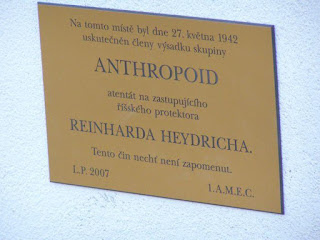 Na tomto místě byl dne 27. května 1942
uskutečněn členy výsadku skupiny
ANTHROPOID
atentát na zastupujícího
říšského protektora
REINHARDA HEYDRICHA.
Tento čin nechť není zapomenut.
L.P. 2007
1.A.M.E.C.